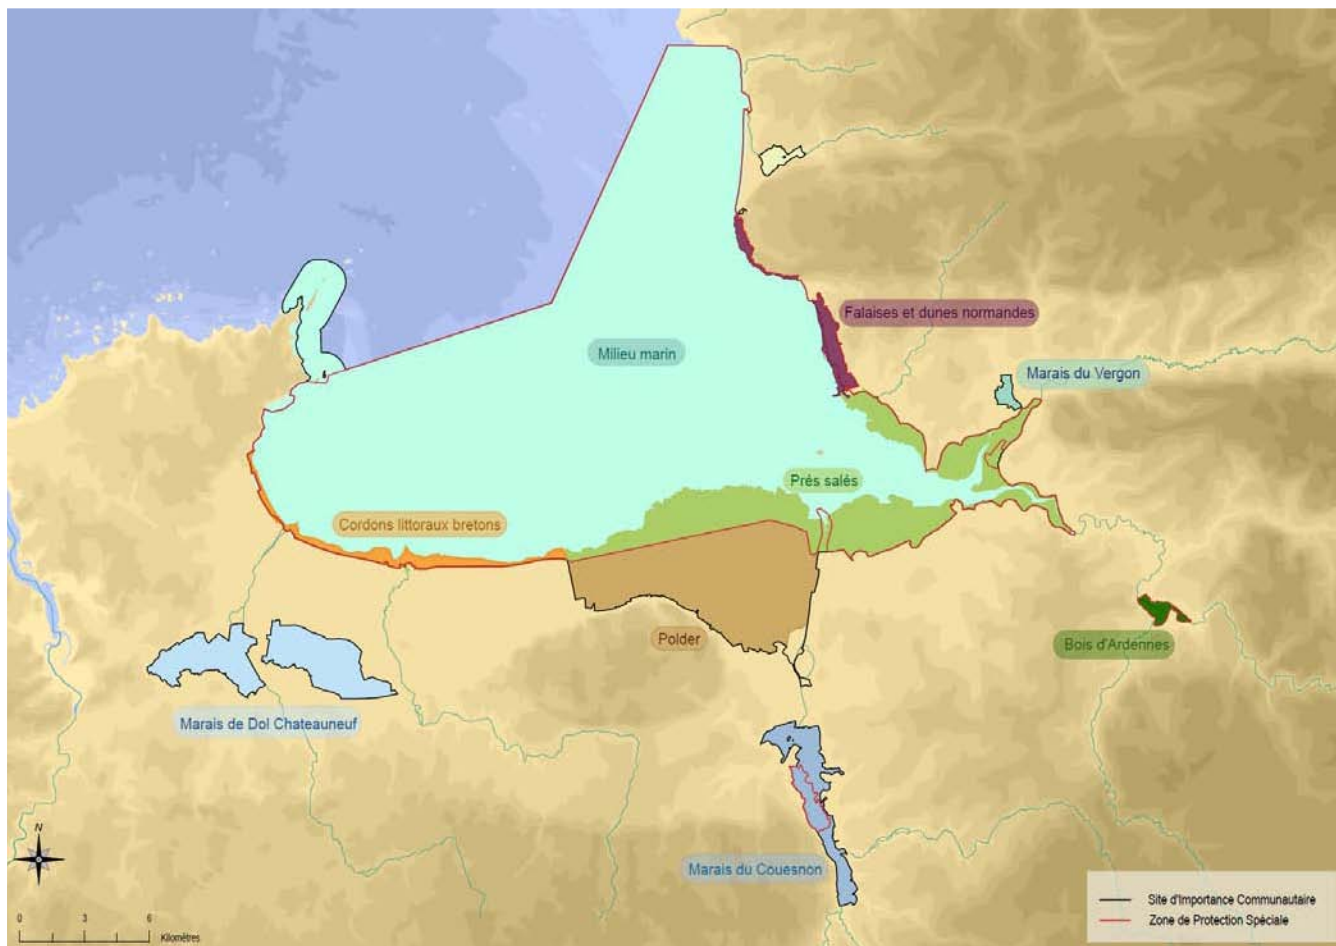 Falaises et dunes normandes
Milieu marin
Marais du Vergon
Prés salés
Cordons littoraux bretons
Polder
Bois d'Ardennes
Marais de Dol Chateauneuf
Marais du Couesnon
N
0 3 6
Kilomètres
Site d'Importance Communautaire
Zone de Protection Spéciale